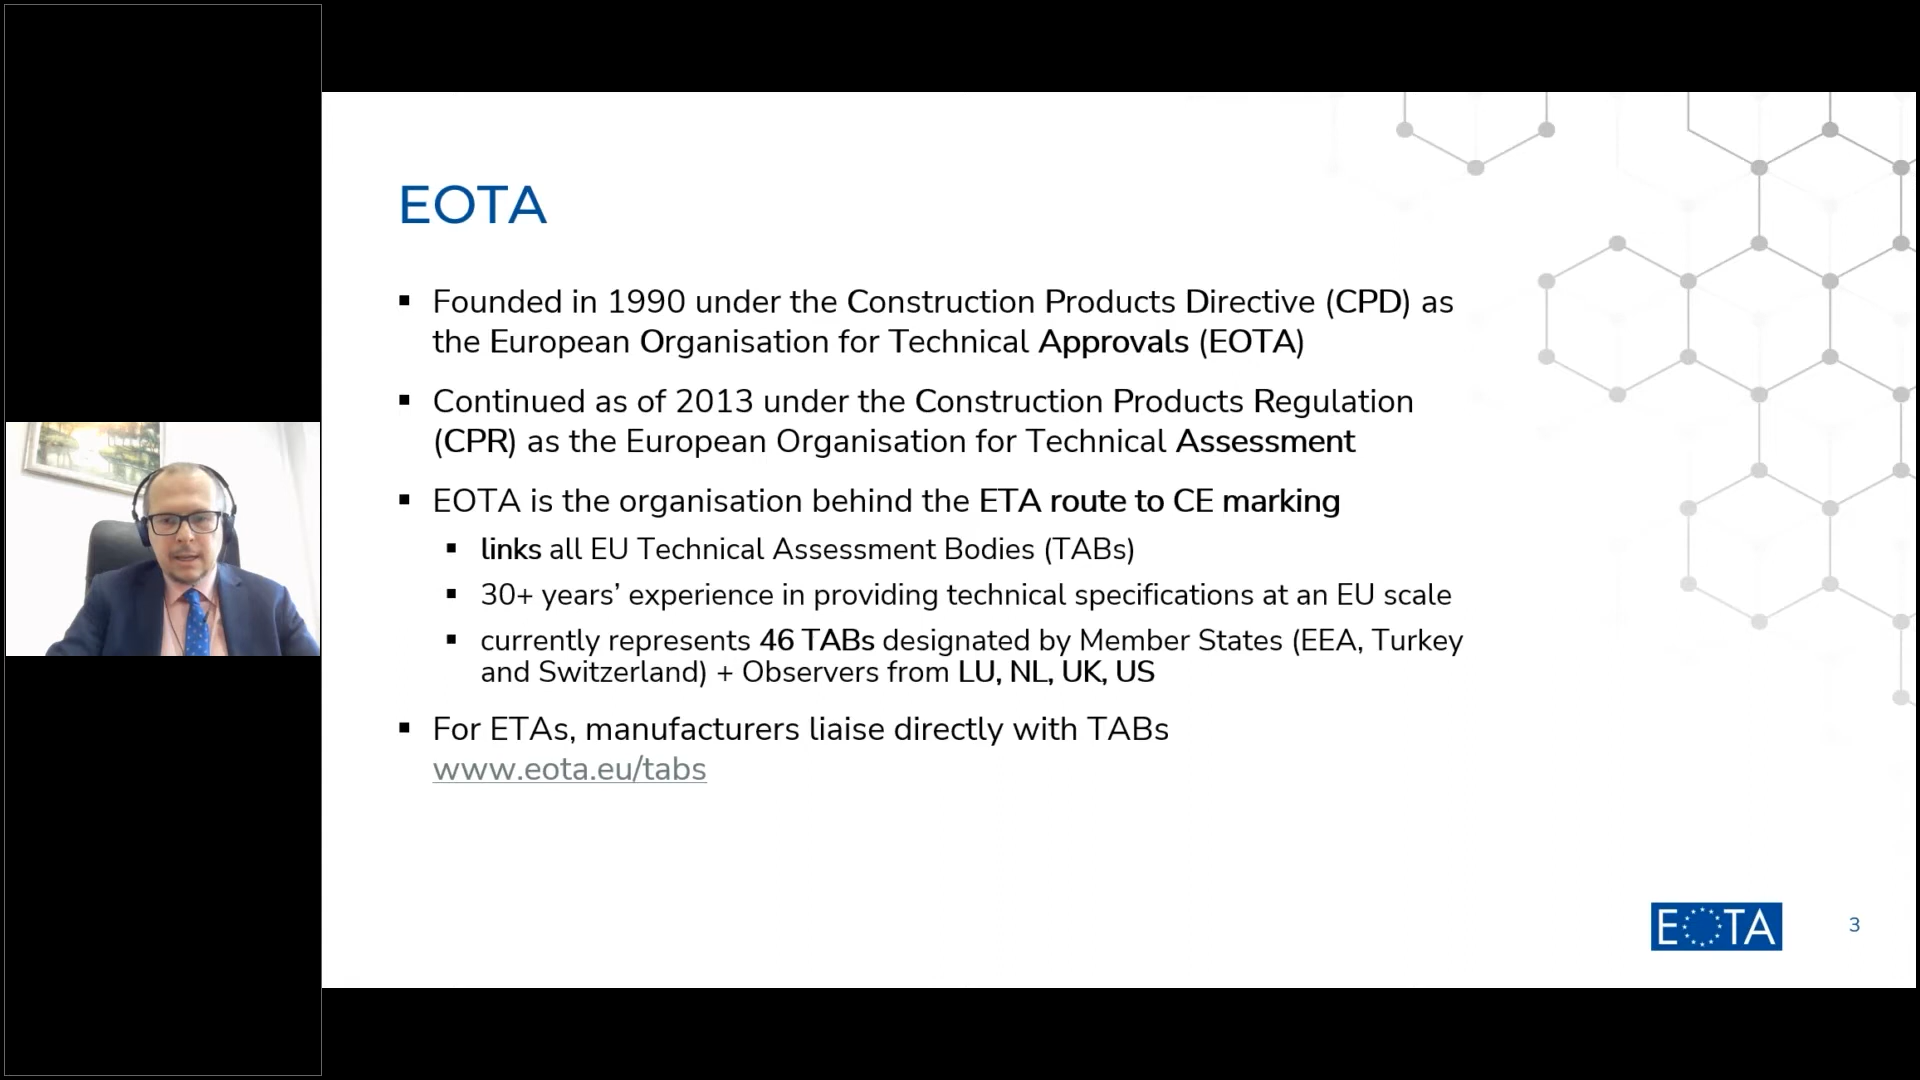 EOTA
▪ Founded in 1990 under the Construction Products Directive (CPD) as
the European Organisation for Technical Approvals (EOTA)
▪ Continued as of 2013 under the Construction Products Regulation
(CPR) as the European Organisation for Technical Assessment
▪ EOTA is the organisation behind the ETA route to CE marking
▪ links all EU Technical Assessment Bodies (TABs)
▪ 30+ years’ experience in providing technical specifications at an EU scale
▪ currently represents 46 TABs designated by Member States (EEA, Turkey
and Switzerland) + Observers from LU, NL, UK, US
▪ For ETAs, manufacturers liaise directly with TABs
www.eota.eu/tabs
EOTA
3